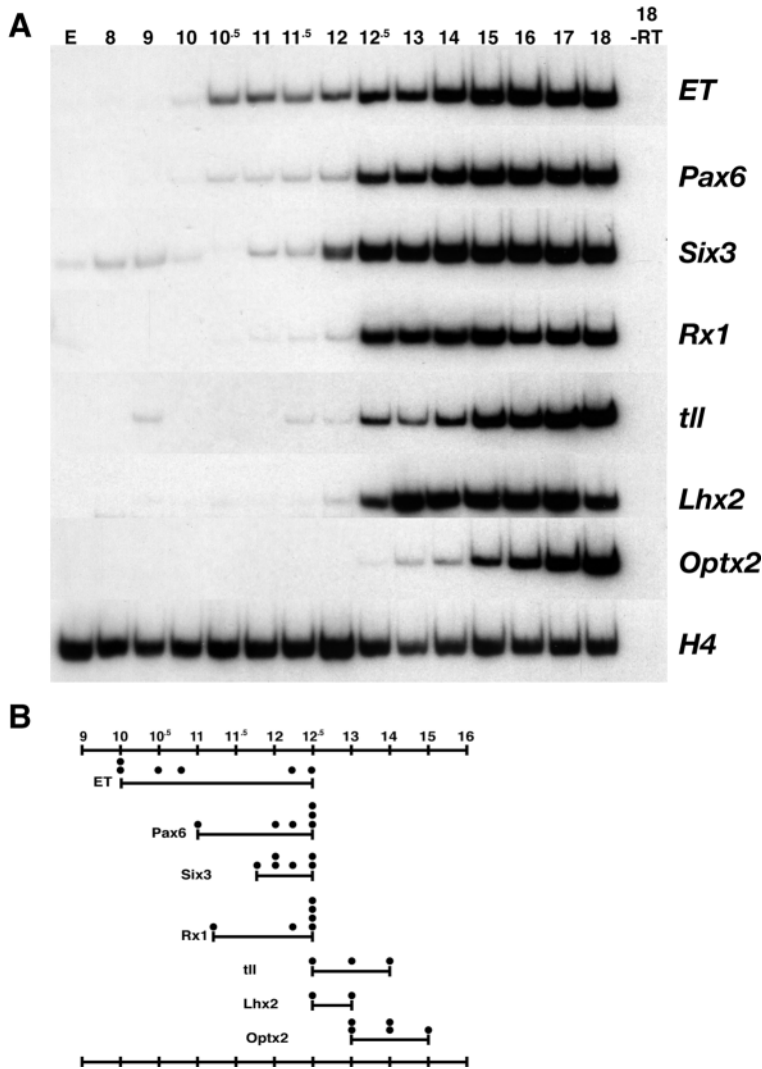 A
E 8 9 10 10.5 11 11.5 12 12.5 13 14 15 16 17 18 18 -RT
ET
Pax6
Six3
Rx1
tll
Lhx2
Optx2
H4
B
9 10 10.5 11 11.5 12 12.5 13 14 15 16
ET
Pax6
Six3
Rx1
tll
Lhx2
Optx2